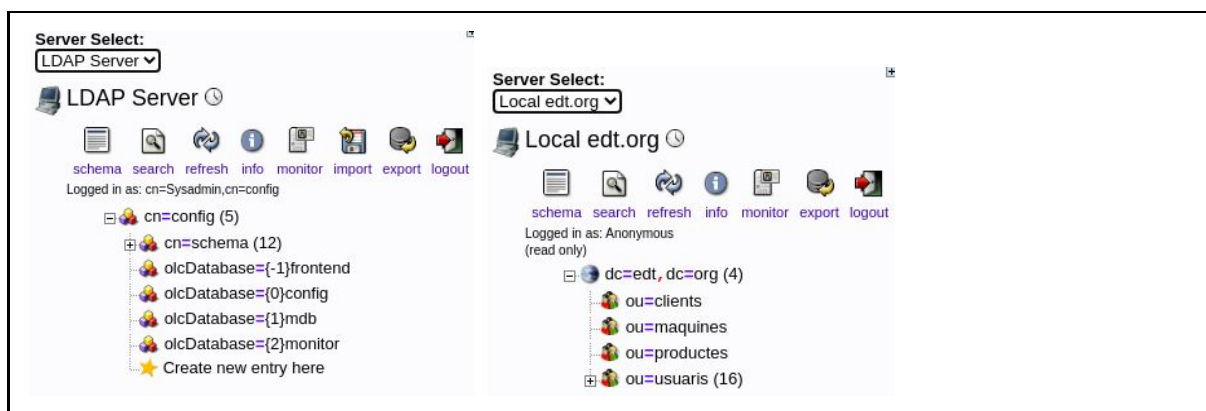 Server Select:
LDAP Server
LDAP Server
schema search refresh info monitor import export logout
Logged in as: cn=Sysadmin,cn=config
cn=config (5)
cn=schema (12)
olcDatabase={-1}frontend
olcDatabase={0}config
olcDatabase={1}mdb
olcDatabase={2}monitor
Create new entry here
Server Select:
Local edt.org
Local edt.org
schema search refresh info monitor export logout
Logged in as: Anonymous
(read only)
dc=edt,dc=org (4)
ou=clients
ou=maquines
ou=productes
ou=usuaris (16)